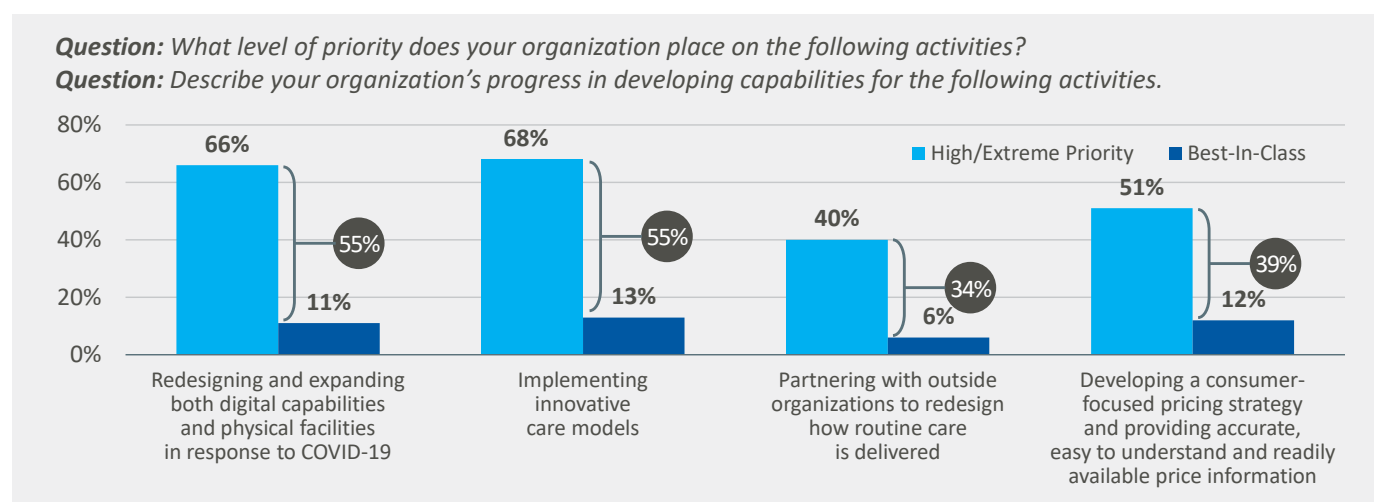 Question: What level of priority does your organization place on the following activities?
Question: Describe your organization's progress in developing capabilities for the following activities.
80%
60%
40%
20%
0%
High/Extreme Priority
Best-In-Class
66%
55%
11%
68%
55%
13%
40%
34%
6%
51%
39%
12%
Redesigning and expanding
both digital capabilities
and physical facilities
in response to COVID-19
Implementing
innovative
care models
Partnering with outside
organizations to redesign
how routine care
is delivered
Developing a consumer-
focused pricing strategy
and providing accurate,
easy to understand and readily
available price information